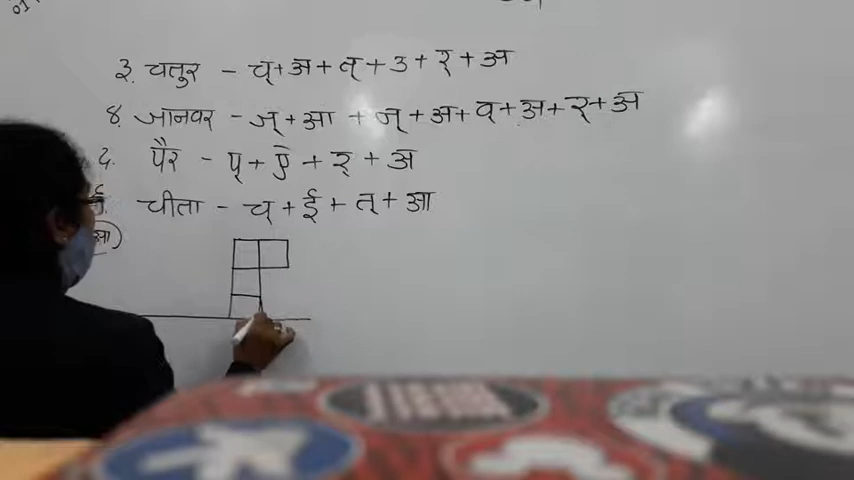 ३. चतुर - च्+अ+त्+उ+र्+अ
४. जानवर - ज्+आ+न्+अ+व्+अ+र्+अ
५. पैर - प्+ऐ+र्+अ
६. चीता - च्+ई+त्+आ